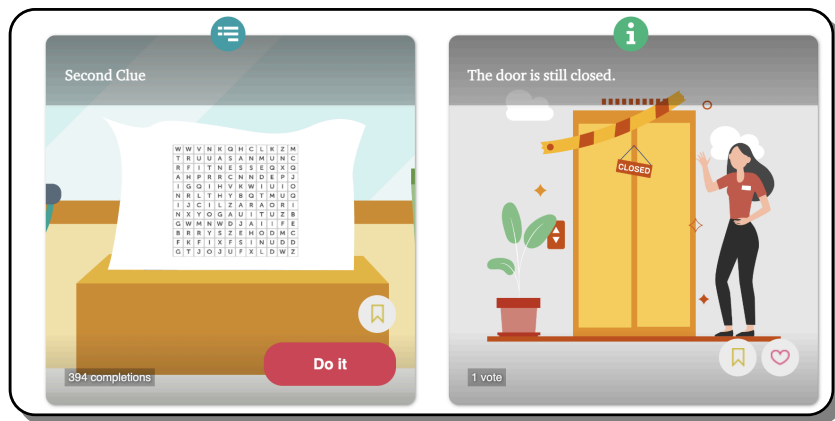 Second Clue
W W V N K Q H C L K Z M
T R U U A S A N M U N C
R F I T N E S S E Q X Q
A H P R R C N N D E P J
I G Q I H V K W I U I O
N R L T H Y B Q T M U Q
I J C I L Z A R A O R I
N X Y O G A U I T U Z B
G W M N W D J A I I F E
B R R Y S Z E H O D M C
F K F I X F S I N U D D
G T J O J U F X L D W Z
Do it
394 completions
The door is still closed.
CLOSED
1 vote